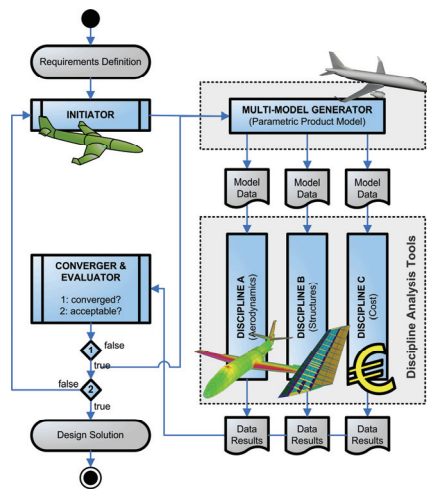 Requirements Definition
INITIATOR
MULTI-MODEL GENERATOR
(Parametric Product Model)
Model
Data
Model
Data
Model
Data
DISCIPLINE A
(Aerodynamics)
DISCIPLINE B
(Structures)
DISCIPLINE C
(Cost)
Discipline Analysis Tools
CONVERGER &
EVALUATOR
1: converged?
2: acceptable?
1
false
true
false
2
true
Design Solution
Data
Results
Data
Results
Data
Results
€